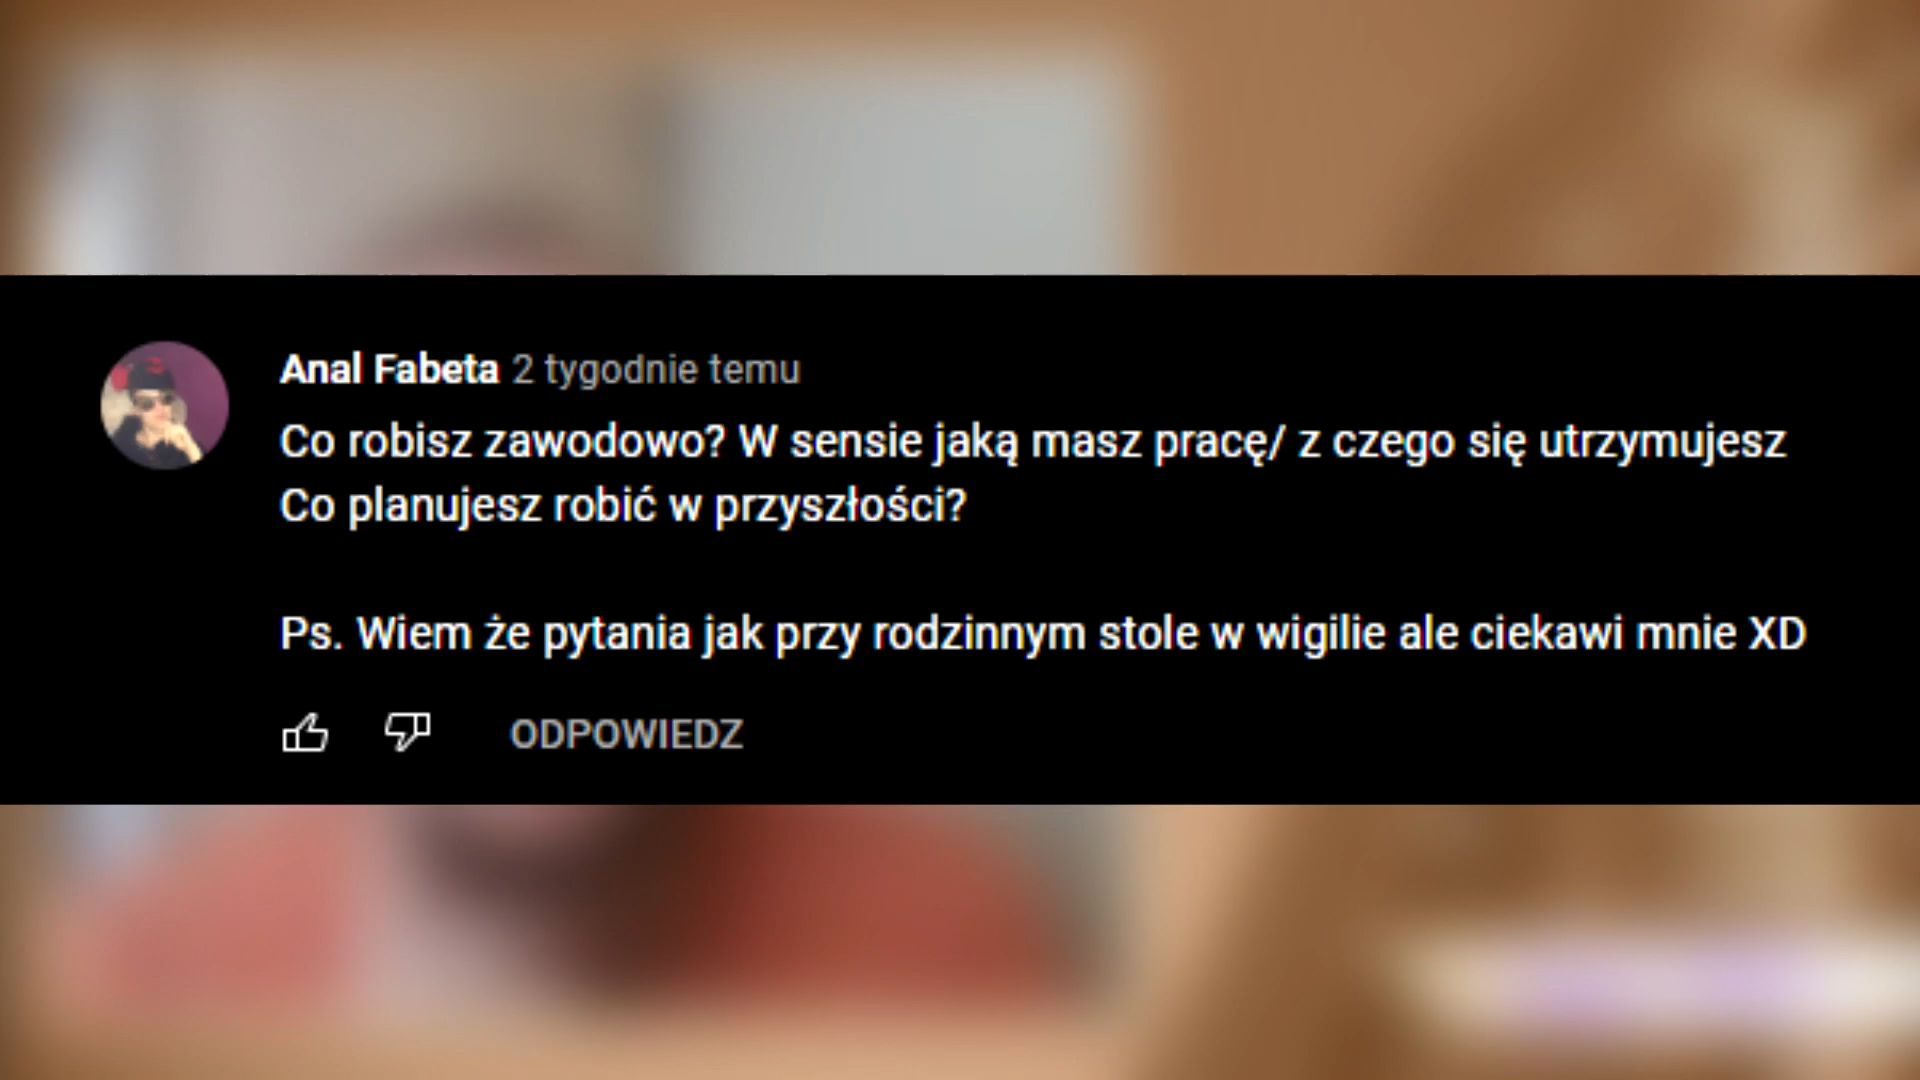 Anal Fabeta 2 tygodnie temu
Co robisz zawodowo? W sensie jaką masz pracę/ z czego się utrzymujesz
Co planujesz robić w przyszłości?
Ps. Wiem że pytania jak przy rodzinnym stole w wigilie ale ciekawi mnie XD
ODPOWIEDZ